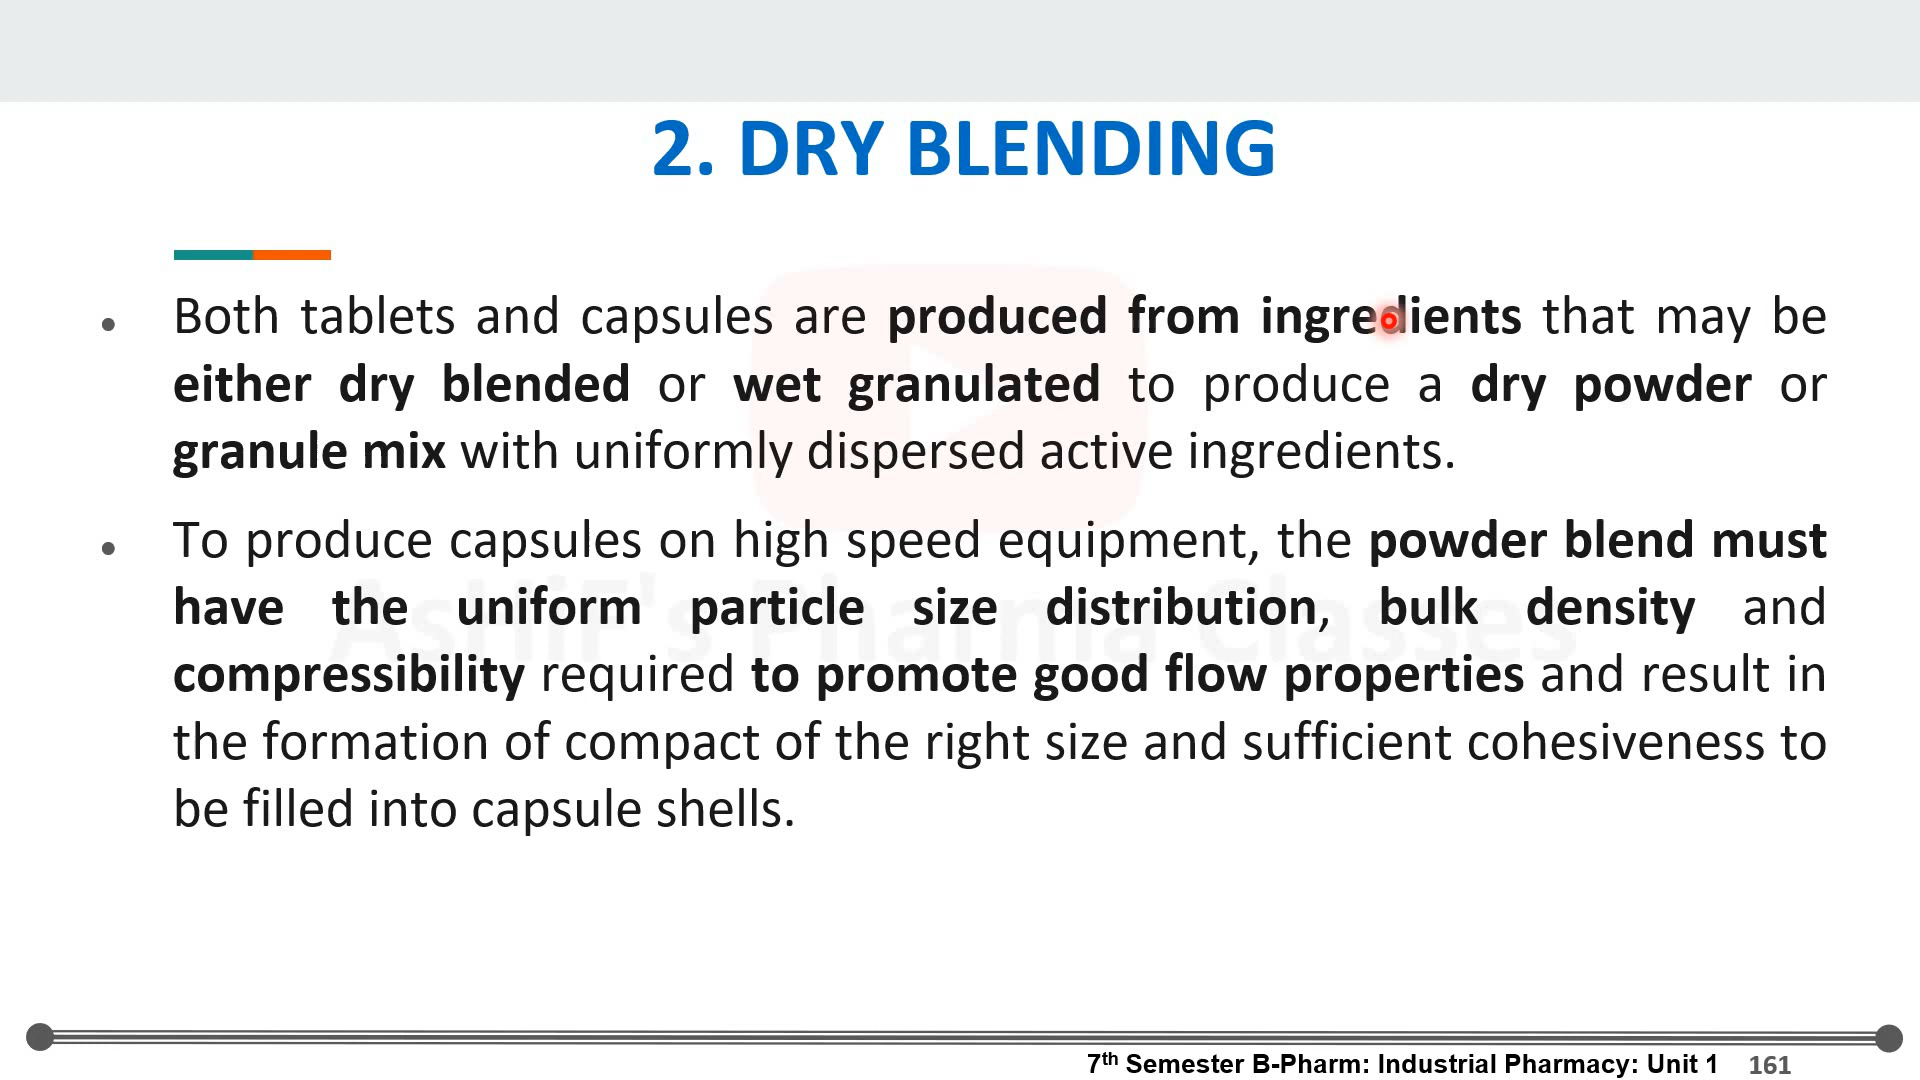 2. DRY BLENDING
• Both tablets and capsules are produced from ingredients that may be
either dry blended or wet granulated to produce a dry powder or
granule mix with uniformly dispersed active ingredients.
• To produce capsules on high speed equipment, the powder blend must
have the uniform particle size distribution, bulk density and
compressibility required to promote good flow properties and result in
the formation of compact of the right size and sufficient cohesiveness to
be filled into capsule shells.
AsHiF's Pharma Classes
7th Semester B-Pharm: Industrial Pharmacy: Unit 1 161